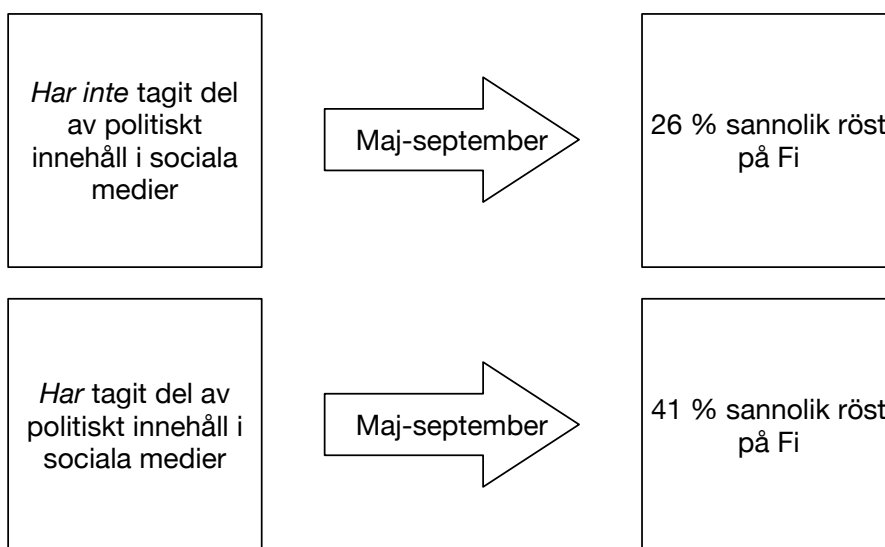 Har inte tagit del
av politiskt
innehåll i sociala
medier
Maj-september
26 % sannolik röst
på Fi
Har tagit del av
politiskt innehåll i
sociala medier
Maj-september
41 % sannolik röst
på Fi